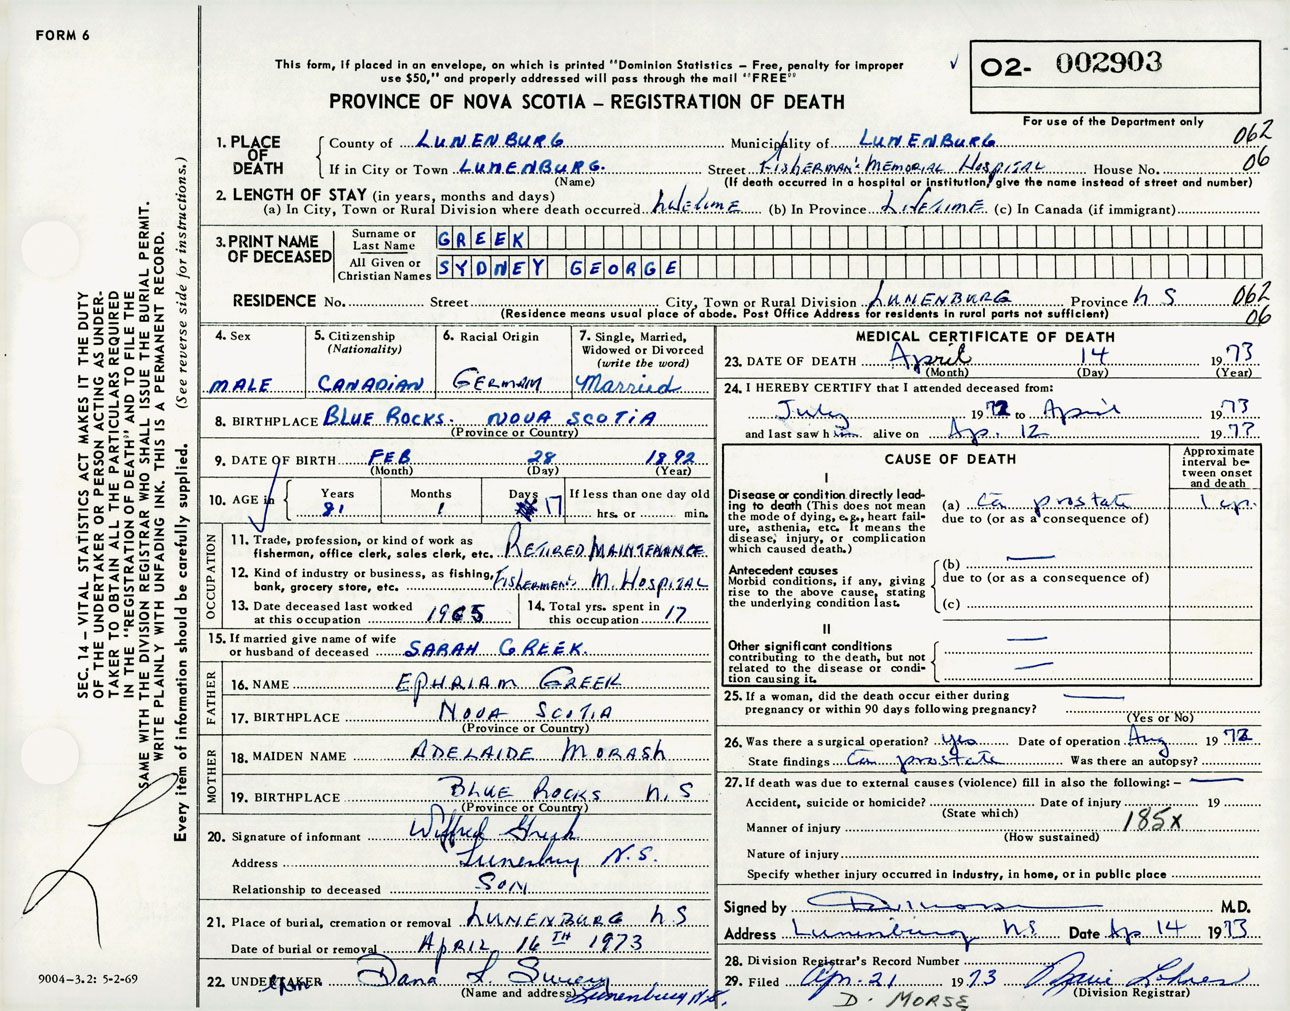 FORM 6
This form, if placed in an envelope, on which is printed "Dominion Statistics – Free, penalty for improper
use $50," and properly addressed will pass through the mail "FREE"
PROVINCE OF NOVA SCOTIA – REGISTRATION OF DEATH
O2- 002903
For use of the Department only
1. PLACE OF DEATH
County of LUNENBURG Municipality of LUNENBURG 062
If in City or Town LUNENBURG. Street FISHERMAN'S MEMORIAL HOSPITAL House No. 06
(Name) (If death occurred in a hospital or institution, give the name instead of street and number)
2. LENGTH OF STAY (in years, months and days)
(a) In City, Town or Rural Division where death occurred Lifetime (b) In Province LIFETIME (c) In Canada (if immigrant)
3. PRINT NAME OF DECEASED
Surname or Last Name GREEK
All Given or Christian Names SYDNEY GEORGE
RESIDENCE No. Street City, Town or Rural Division LUNENBURG Province N S 062
(Residence means usual place of abode. Post Office Address for residents in rural parts not sufficient) 06
4. Sex MALE
5. Citizenship (Nationality) CANADIAN
6. Racial Origin GERMAN
7. Single, Married, Widowed or Divorced (write the word) Married
8. BIRTHPLACE BLUE ROCKS. NOVA SCOTIA
(Province or Country)
9. DATE OF BIRTH FEB 28 1892
(Month) (Day) (Year)
10. AGE in Years 81 Months 1 Days 17 If less than one day old hrs. or min.
OCCUPATION
11. Trade, profession, or kind of work as fisherman, office clerk, sales clerk, etc. RETIRED MAINTENANCE
12. Kind of industry or business, as fishing, bank, grocery store, etc. FISHERMEN'S M. HOSPITAL
13. Date deceased last worked at this occupation 1965
14. Total yrs. spent in this occupation 17
15. If married give name of wife or husband of deceased SARAH GREEK.
FATHER
16. NAME EPHRIAM GREEK
17. BIRTHPLACE NOVA SCOTIA
(Province or Country)
MOTHER
18. MAIDEN NAME ADELAIDE MORASH
19. BIRTHPLACE BLUE ROCKS N.S
(Province or Country)
20. Signature of informant Wilfred Greek
Address Lunenburg N.S.
Relationship to deceased SON
21. Place of burial, cremation or removal LUNENBURG N S
Date of burial or removal APRIL 16TH 1973
22. UNDERTAKER Dana L. Sweeny
(Name and address) Lunenburg N.S.
MEDICAL CERTIFICATE OF DEATH
23. DATE OF DEATH April 14 1973
(Month) (Day) (Year)
24. I HEREBY CERTIFY that I attended deceased from:
July 1972 to April 1973
and last saw him alive on Ap. 12 1973
CAUSE OF DEATH
Approximate interval between onset and death
I
Disease or condition directly leading to death (This does not mean the mode of dying, e.g., heart failure, asthenia, etc. It means the disease, injury, or complication which caused death.)
(a) Ca prostate 1 yr.
due to (or as a consequence of)
Antecedent causes
Morbid conditions, if any, giving rise to the above cause, stating the underlying condition last.
(b)
due to (or as a consequence of)
(c)
II
Other significant conditions contributing to the death, but not related to the disease or condition causing it.
25. If a woman, did the death occur either during pregnancy or within 90 days following pregnancy?
(Yes or No)
26. Was there a surgical operation? yes Date of operation Aug 1972
State findings Ca prostate Was there an autopsy?
27. If death was due to external causes (violence) fill in also the following: –
Accident, suicide or homicide? Date of injury 19
(State which)
Manner of injury 185x
(How sustained)
Nature of injury
Specify whether injury occurred in industry, in home, or in public place
Signed by M.D.
Address Lunenburg N.S Date Ap 14 1973
28. Division Registrar's Record Number
29. Filed Apr. 21 1973
(Division Registrar)
D. MORSE
SEC. 14 – VITAL STATISTICS ACT MAKES IT THE DUTY
OF THE UNDERTAKER OR PERSON ACTING AS UNDER-
TAKER TO OBTAIN ALL THE PARTICULARS REQUIRED
IN THE "REGISTRATION OF DEATH" AND TO FILE THE
SAME WITH THE DIVISION REGISTRAR WHO SHALL ISSUE THE BURIAL PERMIT.
WRITE PLAINLY WITH UNFADING INK. THIS IS A PERMANENT RECORD.
Every item of information should be carefully supplied. (See reverse side for instructions.)
9004–3.2: 5-2-69